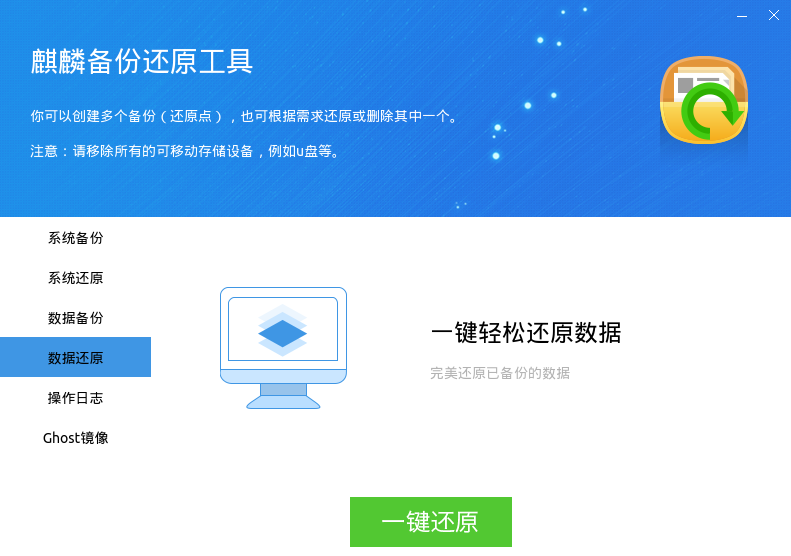 麒麟备份还原工具
你可以创建多个备份（还原点），也可根据需求还原或删除其中一个。
注意：请移除所有的可移动存储设备，例如u盘等。
系统备份
系统还原
数据备份
数据还原
操作日志
Ghost镜像
一键轻松还原数据
完美还原已备份的数据
一键还原